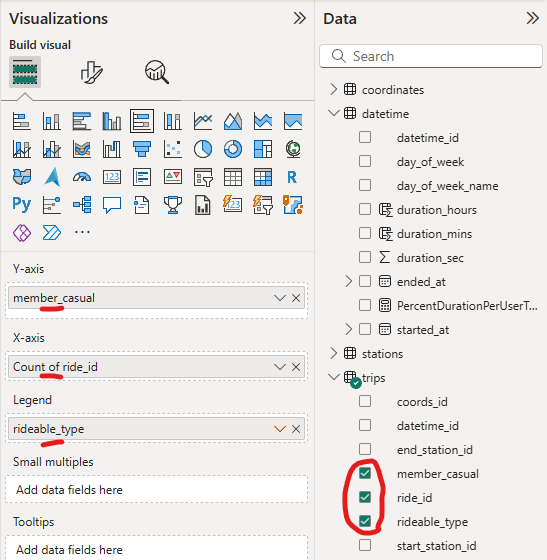 Visualizations
Build visual
123
R
Py
123
...
Y-axis
member_casual
X-axis
Count of ride_id
Legend
rideable_type
Small multiples
Add data fields here
Tooltips
Add data fields here
Data
Search
coordinates
datetime
datetime_id
day_of_week
day_of_week_name
duration_hours
duration_mins
duration_sec
ended_at
PercentDurationPerUserT...
started_at
stations
trips
coords_id
datetime_id
end_station_id
member_casual
ride_id
rideable_type
start_station_id